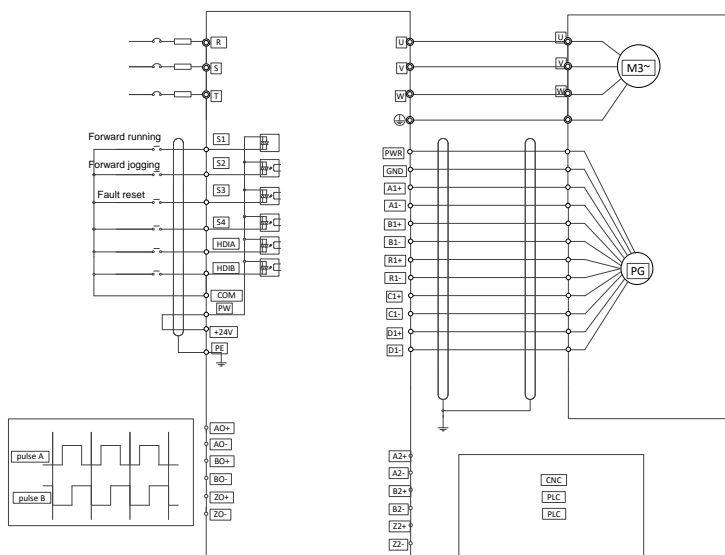 R
S
T
U
V
W
U
V
W
M3~
Forward running
Forward jogging
Fault reset
S1
S2
S3
S4
HDIA
HDIB
COM
PW
+24V
PE
PWR
GND
A1+
A1-
B1+
B1-
R1+
R1-
C1+
C1-
D1+
D1-
PG
pulse A
pulse B
AO+
AO-
BO+
BO-
ZO+
ZO-
A2+
A2-
B2+
B2-
Z2+
Z2-
CNC
PLC
PLC